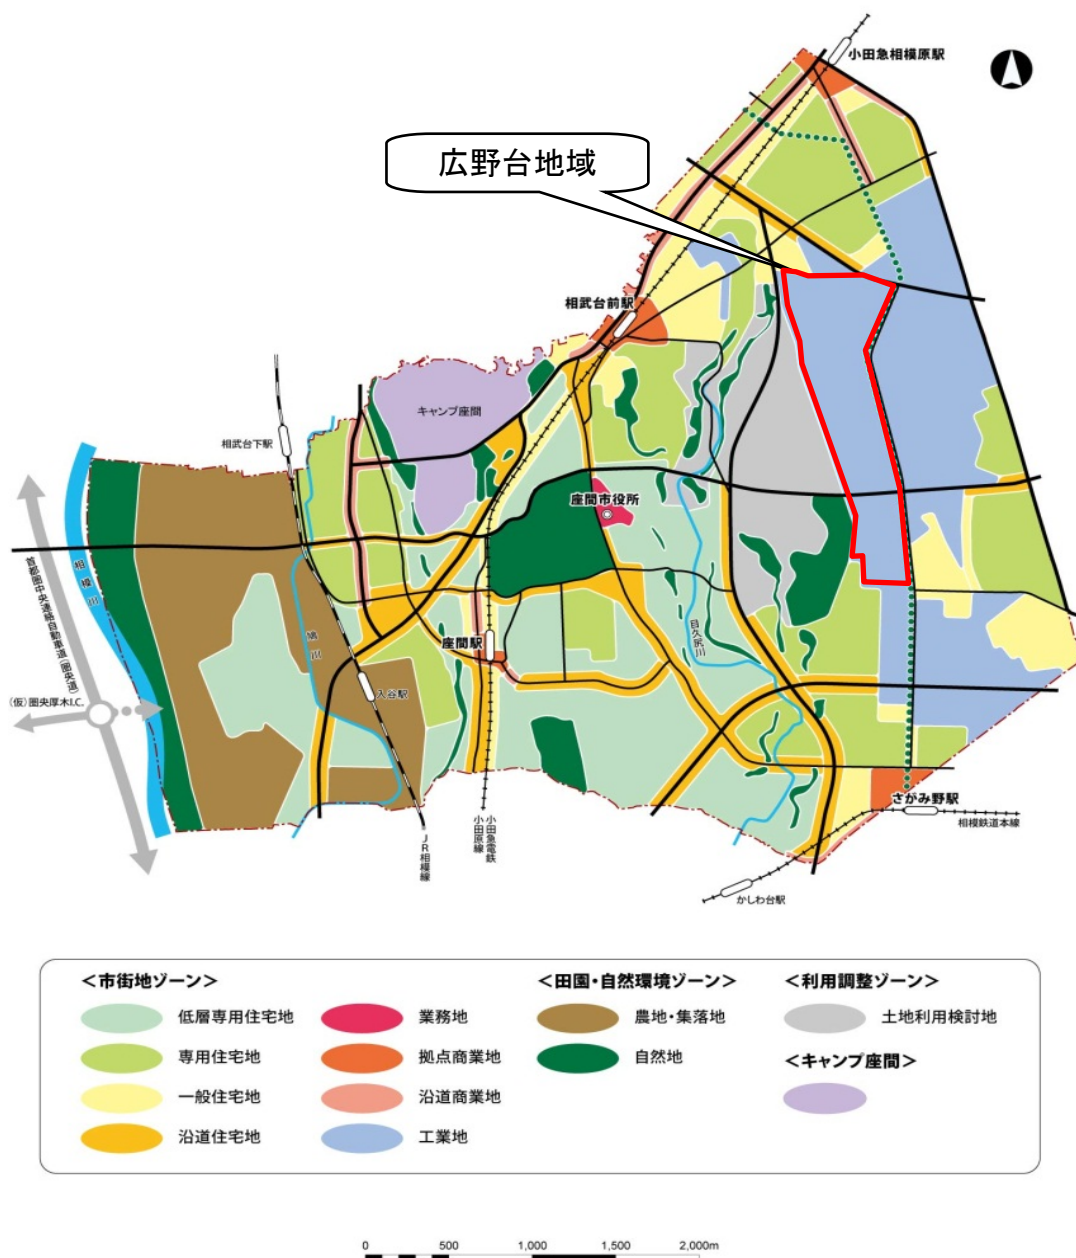 小田急相模原駅
広野台地域
相武台前駅
キャンプ座間
相武台下駅
座間市役所
相模川
首都圏中央連絡自動車道(圏央道)
鳩川
目久尻川
座間駅
入谷駅
(仮)圏央厚木I.C.
さがみ野駅
相模鉄道本線
小田急電鉄
小田原線
JR相模線
かしわ台駅
<市街地ゾーン>
<田園・自然環境ゾーン>
<利用調整ゾーン>
低層専用住宅地
業務地
農地・集落地
土地利用検討地
専用住宅地
拠点商業地
自然地
<キャンプ座間>
一般住宅地
沿道商業地
沿道住宅地
工業地
0 500 1,000 1,500 2,000m